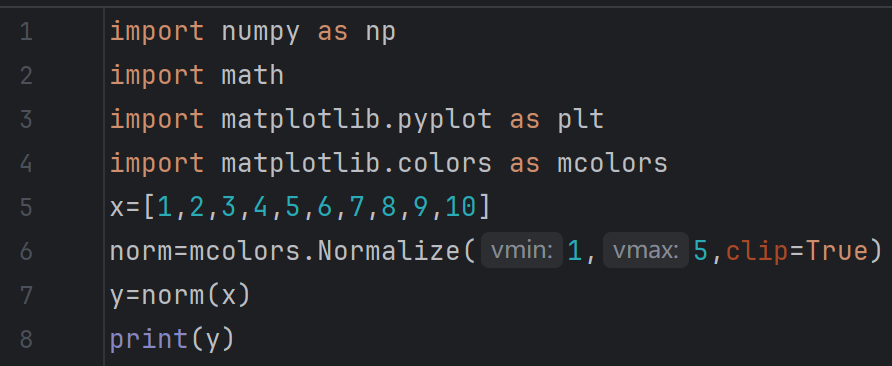 1 import numpy as np
2 import math
3 import matplotlib.pyplot as plt
4 import matplotlib.colors as mcolors
5 x=[1,2,3,4,5,6,7,8,9,10]
6 norm=mcolors.Normalize( vmin: 1, vmax: 5,clip=True)
7 y=norm(x)
8 print(y)